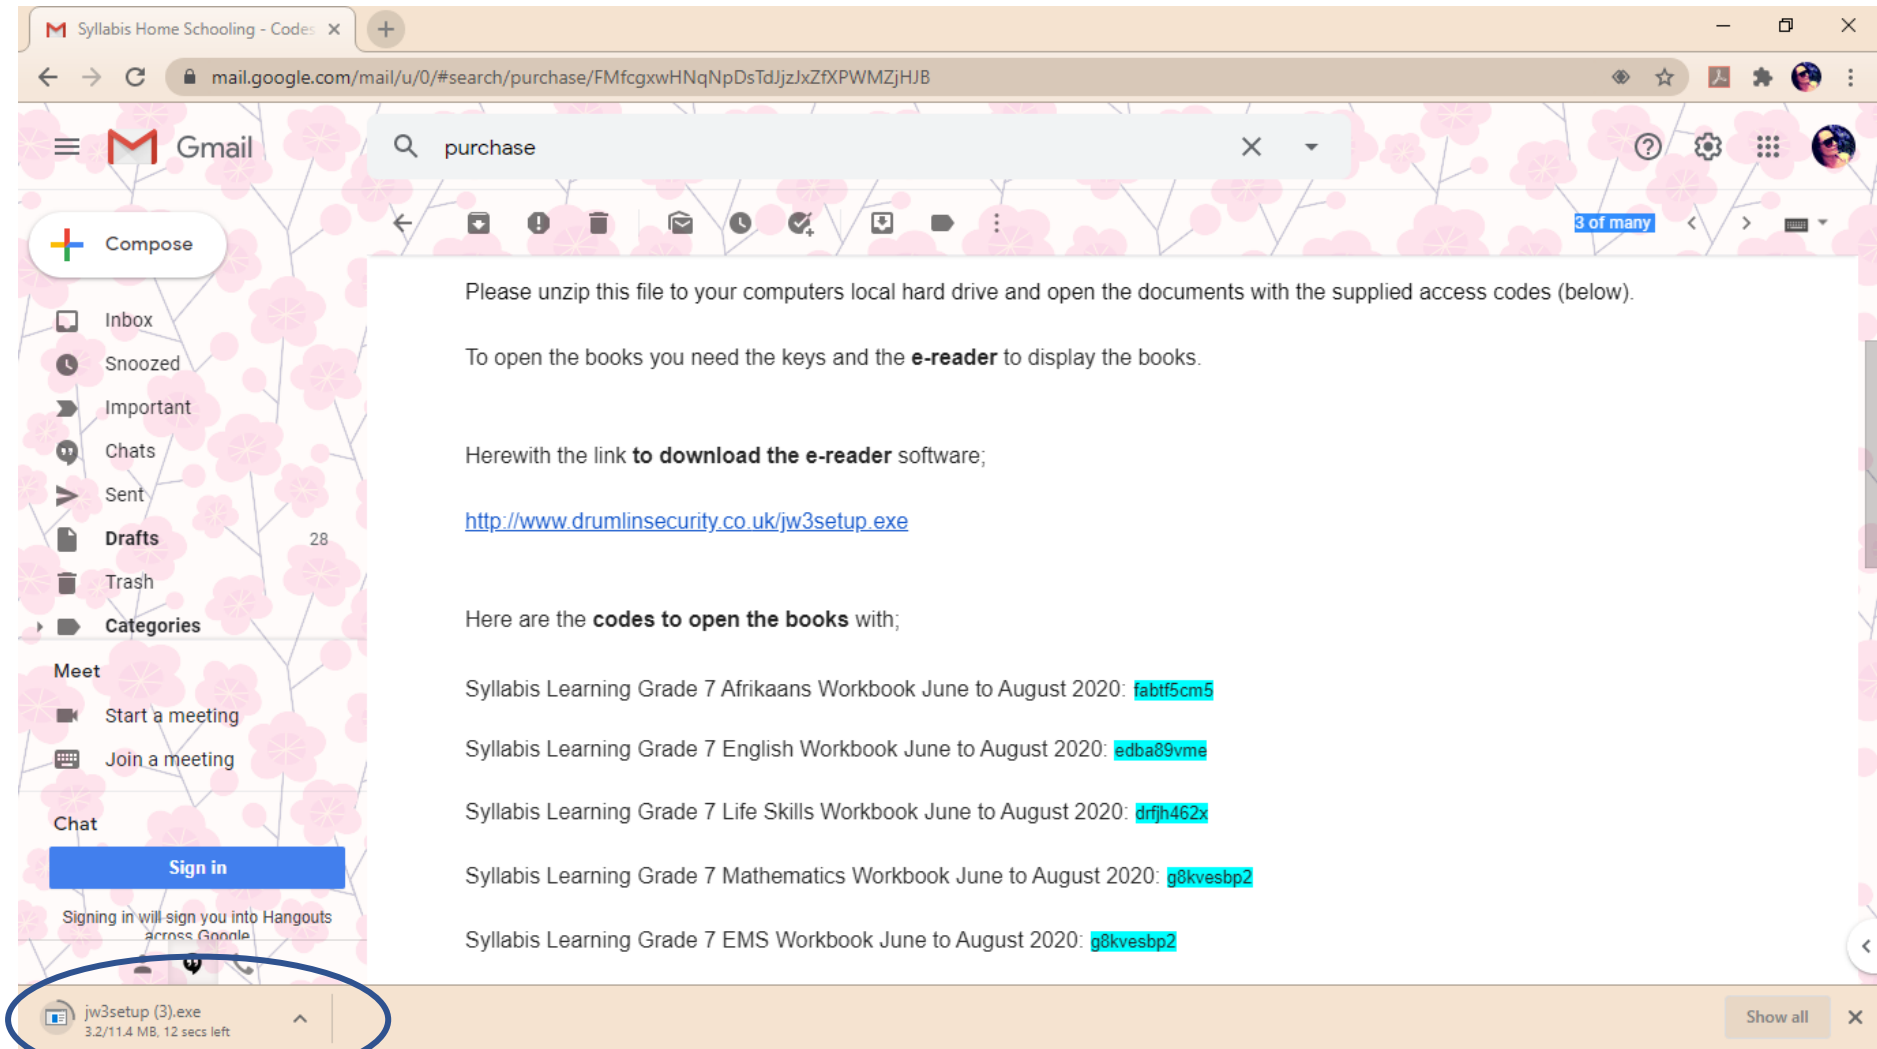 Syllabis Home Schooling - Codes
mail.google.com/mail/u/0/#search/purchase/FMfcgxwHNqNpDsTdJjzJxZfXPWMZjHJB
Gmail
purchase
3 of many
Compose
Inbox
Snoozed
Important
Chats
Sent
Drafts 28
Trash
Categories
Meet
Start a meeting
Join a meeting
Chat
Sign in
Signing in will sign you into Hangouts
across Google
Please unzip this file to your computers local hard drive and open the documents with the supplied access codes (below).
To open the books you need the keys and the e-reader to display the books.
Herewith the link to download the e-reader software;
http://www.drumlinsecurity.co.uk/jw3setup.exe
Here are the codes to open the books with;
Syllabis Learning Grade 7 Afrikaans Workbook June to August 2020: fabtf5cm5
Syllabis Learning Grade 7 English Workbook June to August 2020: edba89vme
Syllabis Learning Grade 7 Life Skills Workbook June to August 2020: drfjh462x
Syllabis Learning Grade 7 Mathematics Workbook June to August 2020: g8kvesbp2
Syllabis Learning Grade 7 EMS Workbook June to August 2020: g8kvesbp2
jw3setup (3).exe
3.2/11.4 MB, 12 secs left
Show all